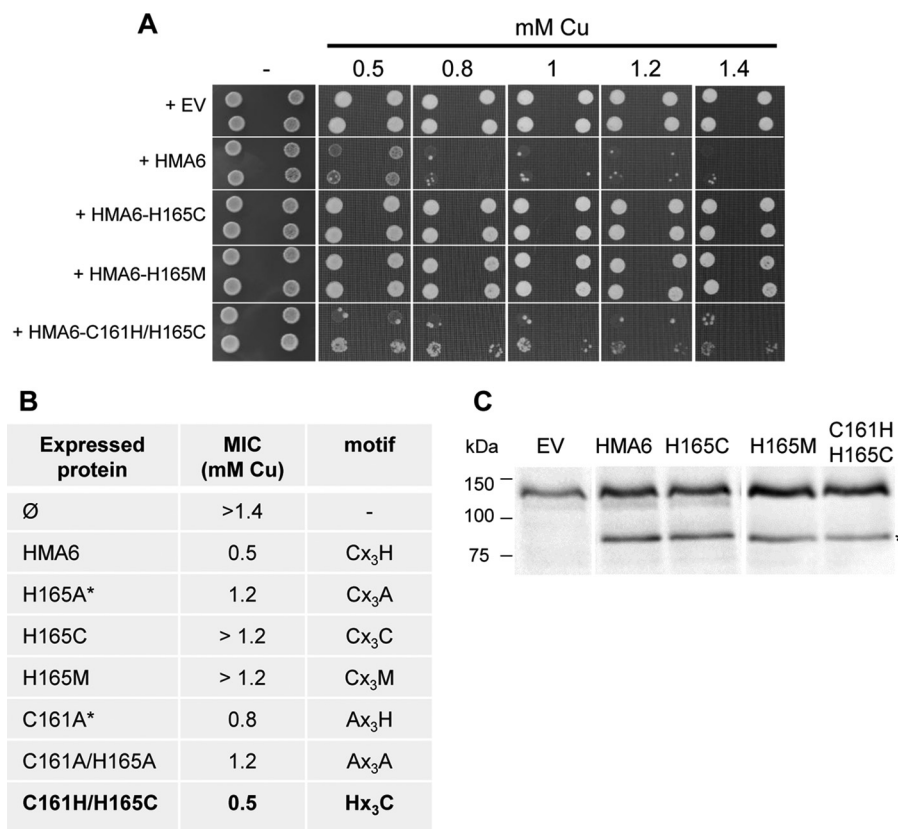 A
mM Cu
- 0.5 0.8 1 1.2 1.4
+ EV
+ HMA6
+ HMA6-H165C
+ HMA6-H165M
+ HMA6-C161H/H165C
B
Expressed protein MIC (mM Cu) motif
Ø >1.4 -
HMA6 0.5 Cx₃H
H165A* 1.2 Cx₃A
H165C > 1.2 Cx₃C
H165M > 1.2 Cx₃M
C161A* 0.8 Ax₃H
C161A/H165A 1.2 Ax₃A
C161H/H165C 0.5 Hx₃C
C
kDa EV HMA6 H165C H165M C161H H165C
150
100
75
*